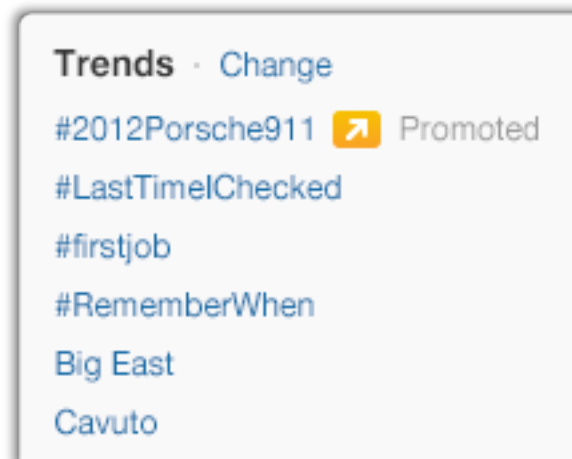 Trends · Change
#2012Porsche911 Promoted
#LastTimeIChecked
#firstjob
#RememberWhen
Big East
Cavuto